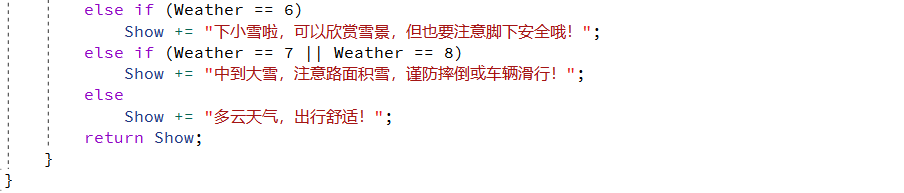 else if (Weather == 6)
Show += "下小雪啦，可以欣赏雪景，但也要注意脚下安全哦！";
else if (Weather == 7 || Weather == 8)
Show += "中到大雪，注意路面积雪，谨防摔倒或车辆滑行！";
else
Show += "多云天气，出行舒适！";
return Show;
}
}